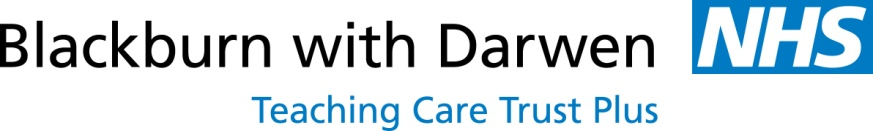 Blackburn with Darwen NHS
Teaching Care Trust Plus